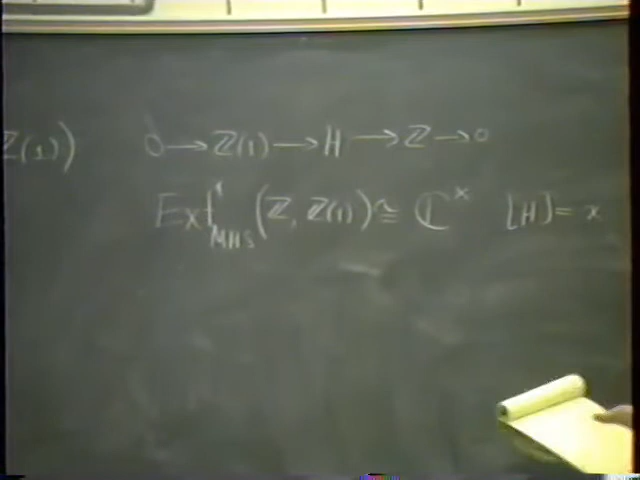 Z(1))
0 → Z(1) → H → Z → 0
Ext¹_MHS (Z, Z(1)) ≅ ℂ^x [H] = x